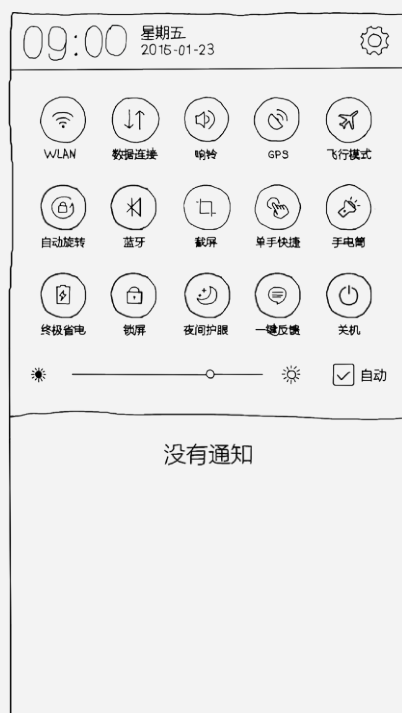 09:00 星期五
2015-01-23
WLAN 数据连接 响铃 GPS 飞行模式
自动旋转 蓝牙 截屏 单手快捷 手电筒
终极省电 锁屏 夜间护眼 一键反馈 关机
自动
没有通知